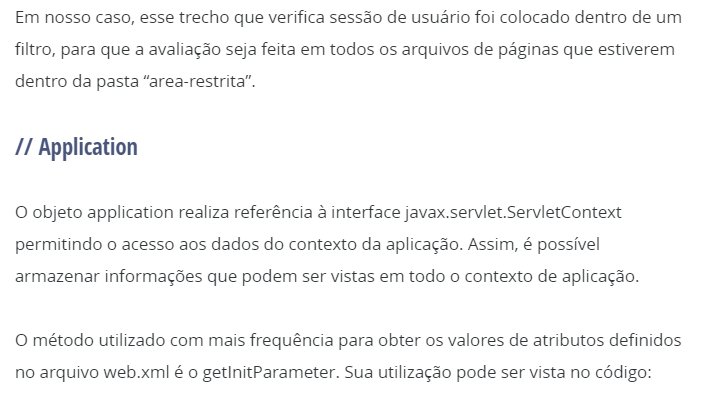 Em nosso caso, esse trecho que verifica sessão de usuário foi colocado dentro de um
filtro, para que a avaliação seja feita em todos os arquivos de páginas que estiverem
dentro da pasta “area-restrita”.
// Application
O objeto application realiza referência à interface javax.servlet.ServletContext
permitindo o acesso aos dados do contexto da aplicação. Assim, é possível
armazenar informações que podem ser vistas em todo o contexto de aplicação.
O método utilizado com mais frequência para obter os valores de atributos definidos
no arquivo web.xml é o getInitParameter. Sua utilização pode ser vista no código: